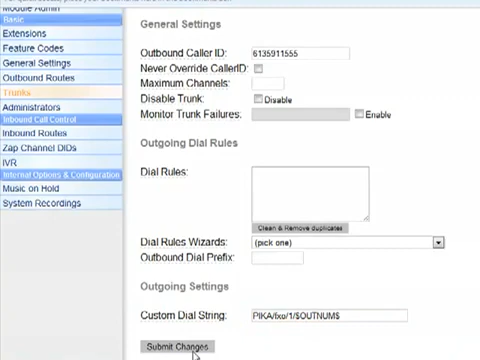 Module Admin
Basic
Extensions
Feature Codes
General Settings
Outbound Routes
Trunks
Administrators
Inbound Call Control
Inbound Routes
Zap Channel DIDs
IVR
Internal Options & Configuration
Music on Hold
System Recordings
General Settings
Outbound Caller ID: 6135911555
Never Override CallerID:
Maximum Channels:
Disable Trunk: Disable
Monitor Trunk Failures: Enable
Outgoing Dial Rules
Dial Rules:
Clean & Remove duplicates
Dial Rules Wizards: (pick one)
Outbound Dial Prefix:
Outgoing Settings
Custom Dial String: PIKA/fxo/1/$OUTNUM$
Submit Changes